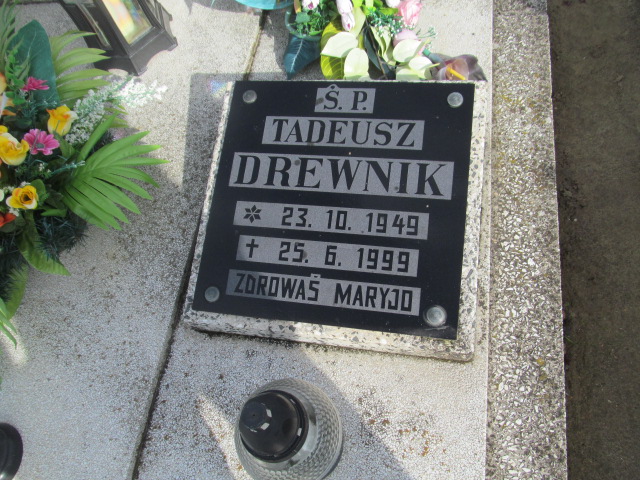 Ś. P.
TADEUSZ
DREWNIK
✲ 23. 10. 1949
✝ 25. 6. 1999
ZDROWAŚ MARYJO